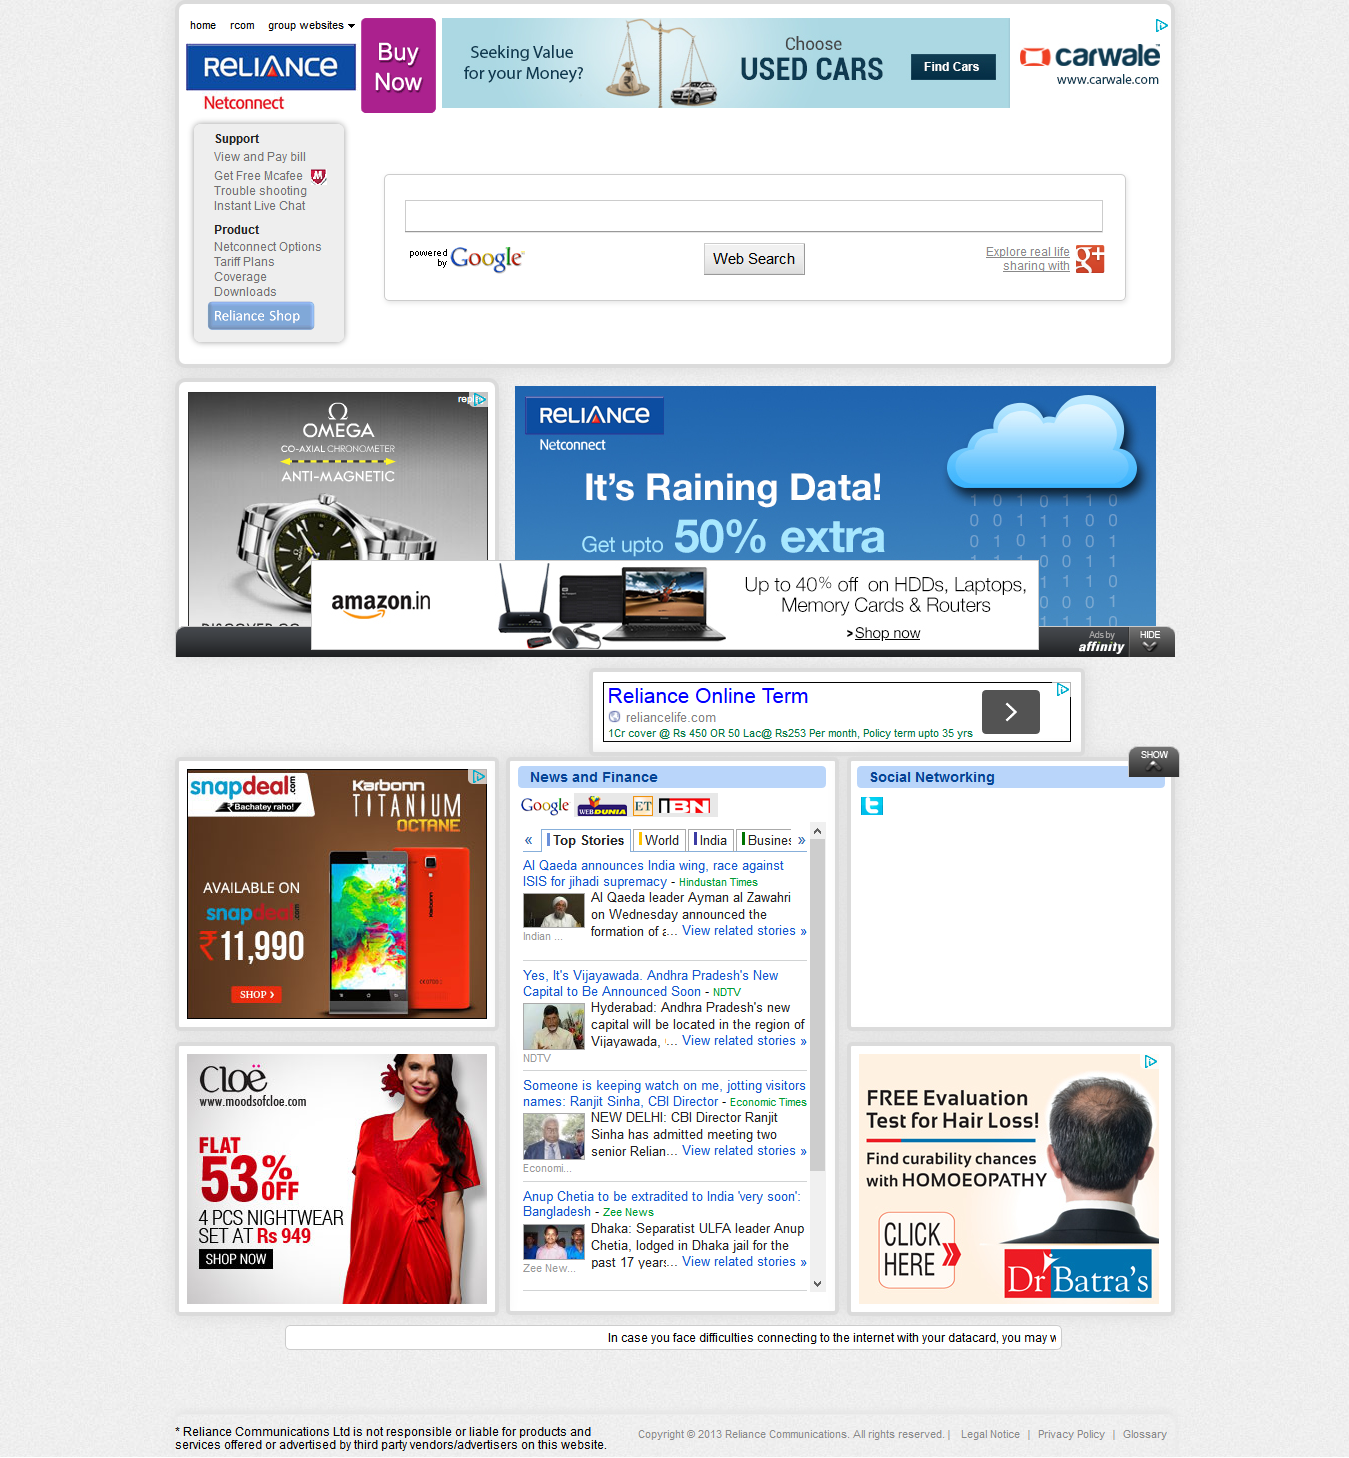 home rcom group websites
RELIANCE
Netconnect
Buy
Now
Seeking Value
for your Money?
Choose
USED CARS
Find Cars
carwale
www.carwale.com
Support
View and Pay bill
Get Free Mcafee
Trouble shooting
Instant Live Chat
Product
Netconnect Options
Tariff Plans
Coverage
Downloads
Reliance Shop
powered
by Google
Web Search
Explore real life
sharing with
g+
OMEGA
CO-AXIAL CHRONOMETER
ANTI-MAGNETIC
RELIANCE
Netconnect
It's Raining Data!
Get upto 50% extra
amazon.in
Up to 40% off on HDDs, Laptops,
Memory Cards & Routers
>Shop now
Ads by
affinity
HIDE
Reliance Online Term
reliancelife.com
1Cr cover @ Rs 450 OR 50 Lac@ Rs253 Per month, Policy term upto 35 yrs
SHOW
snapdeal.com
Bachatey raho!
Karbonn
TITANIUM
OCTANE
AVAILABLE ON
snapdeal.com
₹11,990
SHOP
News and Finance
Google WEBDUNIA ET IBN
« Top Stories World India Busines »
Al Qaeda announces India wing, race against
ISIS for jihadi supremacy - Hindustan Times
Al Qaeda leader Ayman al Zawahri
on Wednesday announced the
formation of a... View related stories »
Indian ...
Yes, It's Vijayawada. Andhra Pradesh's New
Capital to Be Announced Soon - NDTV
Hyderabad: Andhra Pradesh's new
capital will be located in the region of
Vijayawada, ... View related stories »
NDTV
Someone is keeping watch on me, jotting visitors
names: Ranjit Sinha, CBI Director - Economic Times
NEW DELHI: CBI Director Ranjit
Sinha has admitted meeting two
senior Relian... View related stories »
Economi...
Anup Chetia to be extradited to India 'very soon':
Bangladesh - Zee News
Dhaka: Separatist ULFA leader Anup
Chetia, lodged in Dhaka jail for the
past 17 years... View related stories »
Zee New...
Social Networking
Cloë
www.moodsofcloe.com
FLAT
53% OFF
4 PCS NIGHTWEAR
SET AT Rs 949
SHOP NOW
FREE Evaluation
Test for Hair Loss!
Find curability chances
with HOMOEOPATHY
CLICK
HERE
Dr Batra's
In case you face difficulties connecting to the internet with your datacard, you may w
* Reliance Communications Ltd is not responsible or liable for products and
services offered or advertised by third party vendors/advertisers on this website.
Copyright © 2013 Reliance Communications. All rights reserved. | Legal Notice | Privacy Policy | Glossary